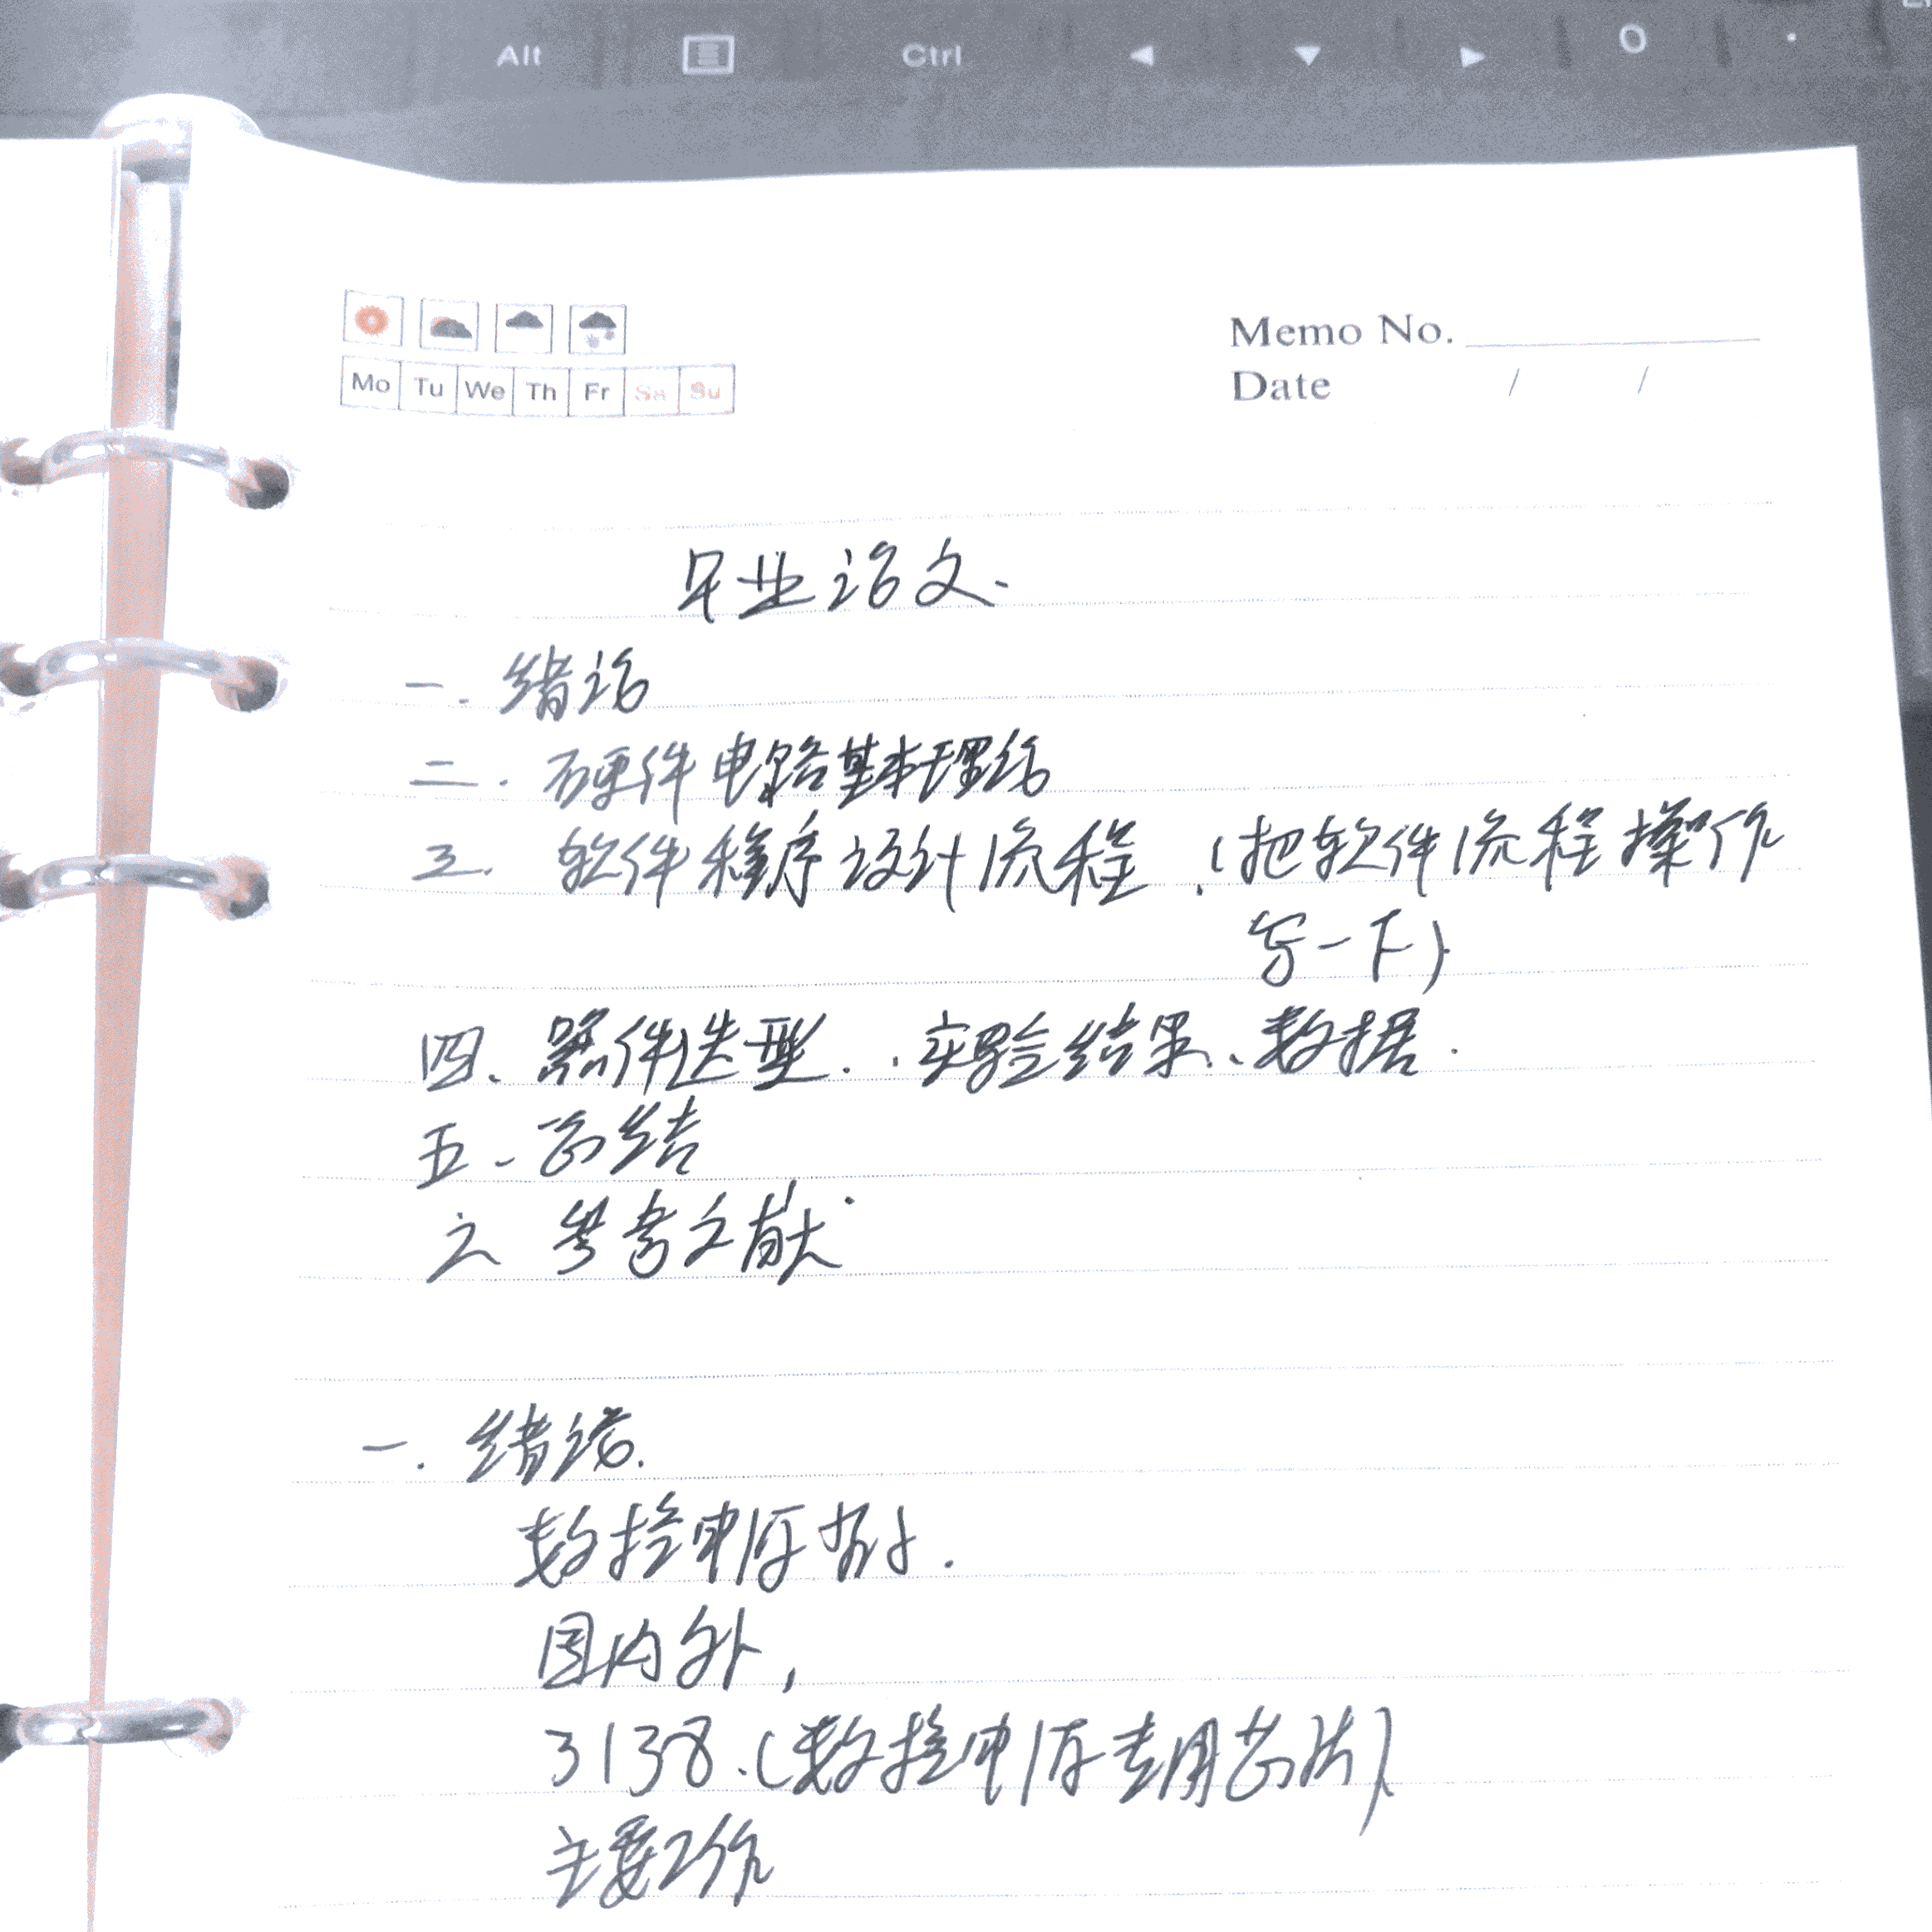 Alt Ctrl ◀ ▼ ▶ 0 .
Memo No.
Mo Tu We Th Fr Sa Su
Date / /
毕业论文.
一. 绪论
二. 硬件电路基本理论
三. 软件程序设计流程 (把软件流程操作
写一下)
四、器件选型. 实验结果、数据.
五、总结
六 参考文献
一. 绪论.
数控电源
国内外,
3138.(数控电源专用芯片)
主要工作